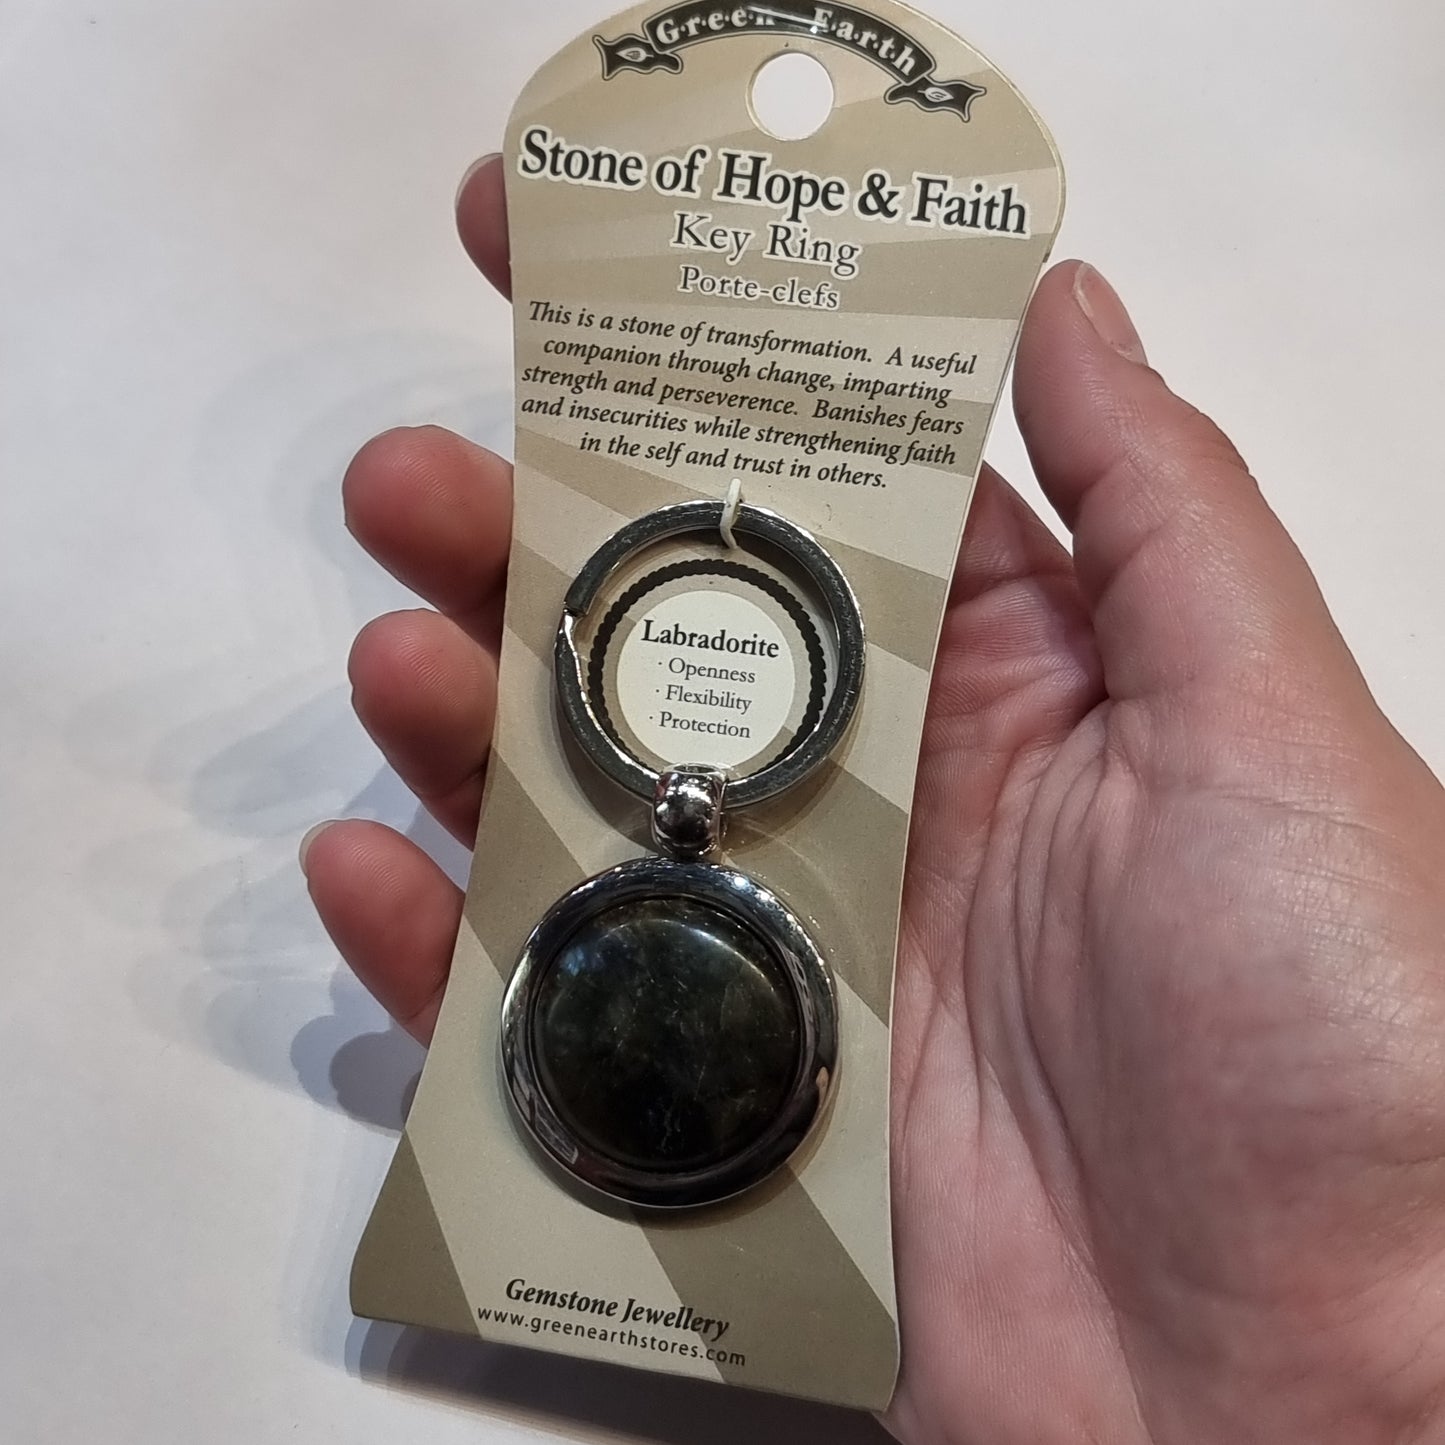 Green Earth
Stone of Hope & Faith
Key Ring
Porte-clefs
This is a stone of transformation. A useful
companion through change, imparting
strength and perseverence. Banishes fears
and insecurities while strengthening faith
in the self and trust in others.
Labradorite
· Openness
· Flexibility
· Protection
Gemstone Jewellery
www.greenearthstores.com